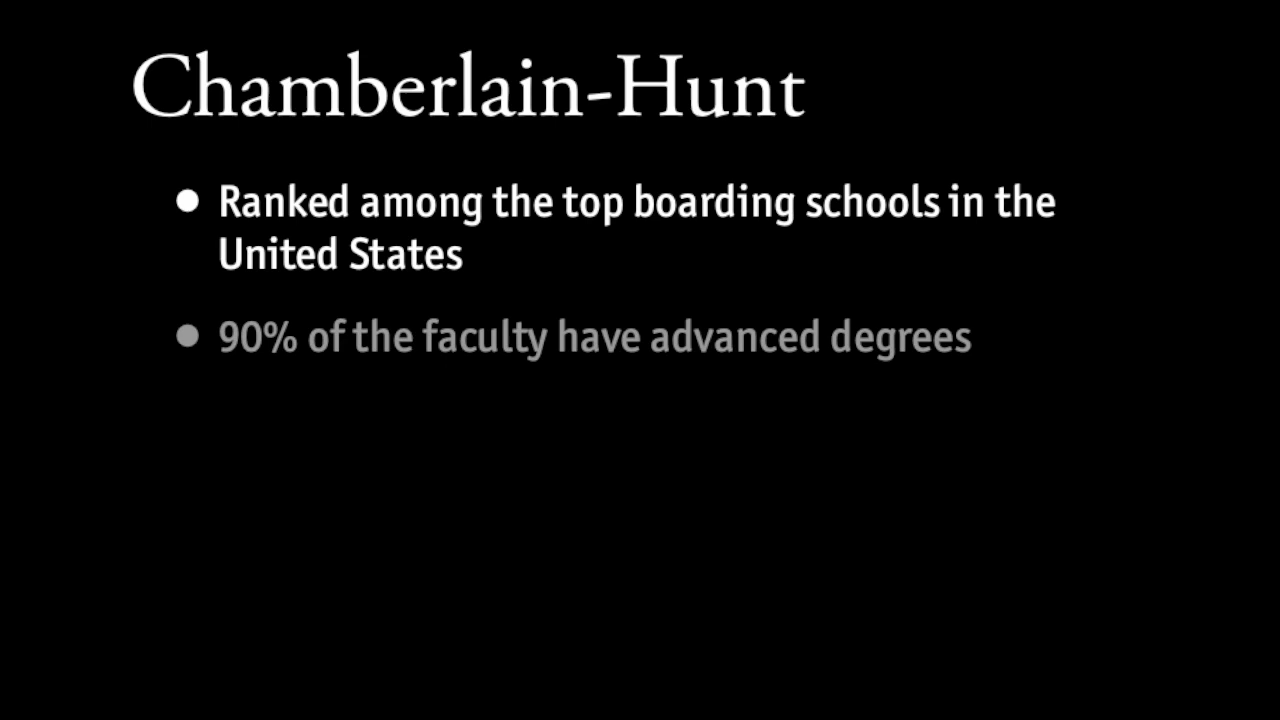 Chamberlain-Hunt
• Ranked among the top boarding schools in the
United States
• 90% of the faculty have advanced degrees